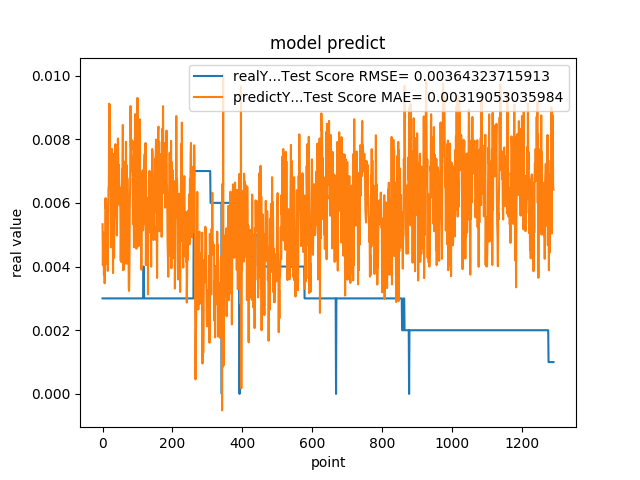 model predict
realY...Test Score RMSE= 0.00364323715913
predictY...Test Score MAE= 0.00319053035984
real value
0.010
0.008
0.006
0.004
0.002
0.000
0 200 400 600 800 1000 1200
point